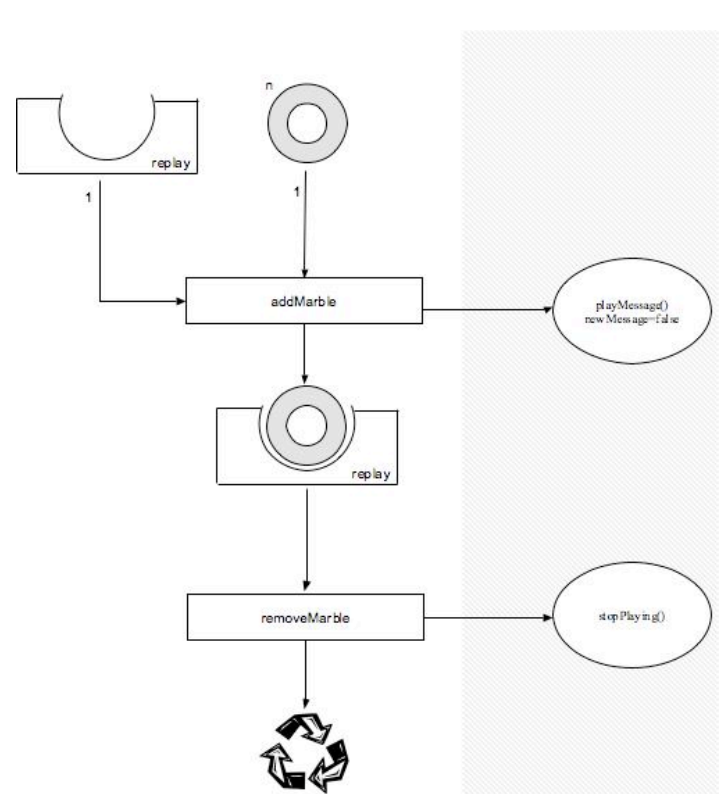 n
replay
1
1
addMarble
playMessage()
newMessage=false
replay
removeMarble
stopPlaying()